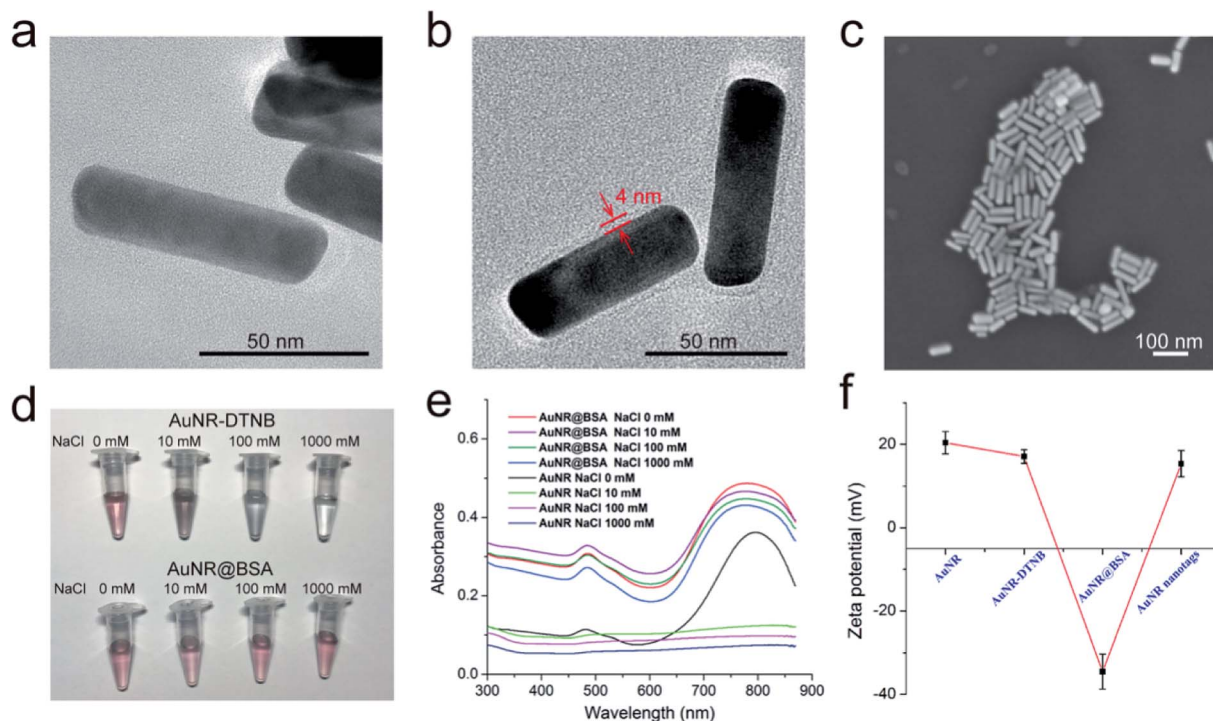 a
50 nm
b
4 nm
50 nm
c
100 nm
d
AuNR-DTNB
NaCl 0 mM 10 mM 100 mM 1000 mM
AuNR@BSA
NaCl 0 mM 10 mM 100 mM 1000 mM
e
AuNR@BSA NaCl 0 mM
AuNR@BSA NaCl 10 mM
AuNR@BSA NaCl 100 mM
AuNR@BSA NaCl 1000 mM
AuNR NaCl 0 mM
AuNR NaCl 10 mM
AuNR NaCl 100 mM
AuNR NaCl 1000 mM
Absorbance
0.6
0.4
0.2
0.0
300 400 500 600 700 800 900
Wavelength (nm)
f
Zeta potential (mV)
20
0
-20
-40
AuNR
AuNR-DTNB
AuNR@BSA
AuNR nanotags